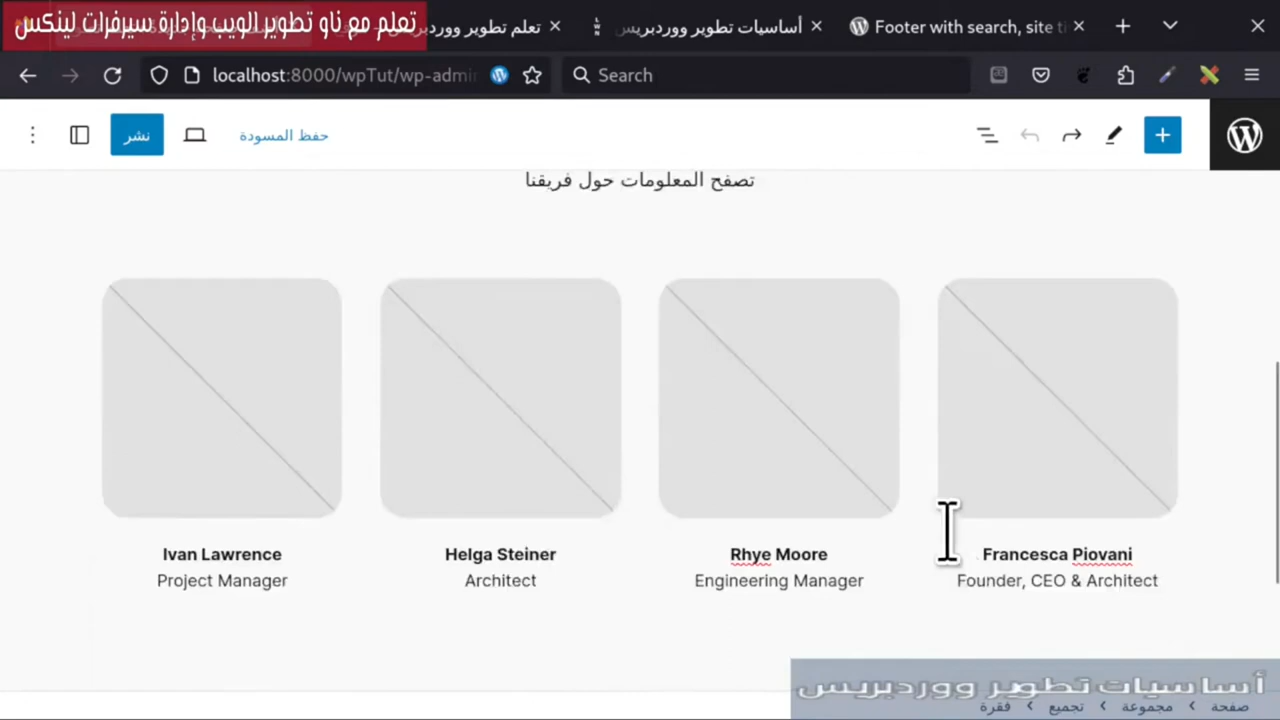 تعلم مع ناو تطوير الويب وإدارة سيرفرات لينكس
تعلم تطوير ووردبريس
أساسيات تطوير ووردبريس
Footer with search, site ti
localhost:8000/wpTut/wp-admin
Search
نشر
حفظ المسودة
تصفح المعلومات حول فريقنا
Ivan Lawrence
Project Manager
Helga Steiner
Architect
Rhye Moore
Engineering Manager
Francesca Piovani
Founder, CEO & Architect
أساسيات تطوير ووردبريس
صفحة › مجموعة › تجميع › فقرة